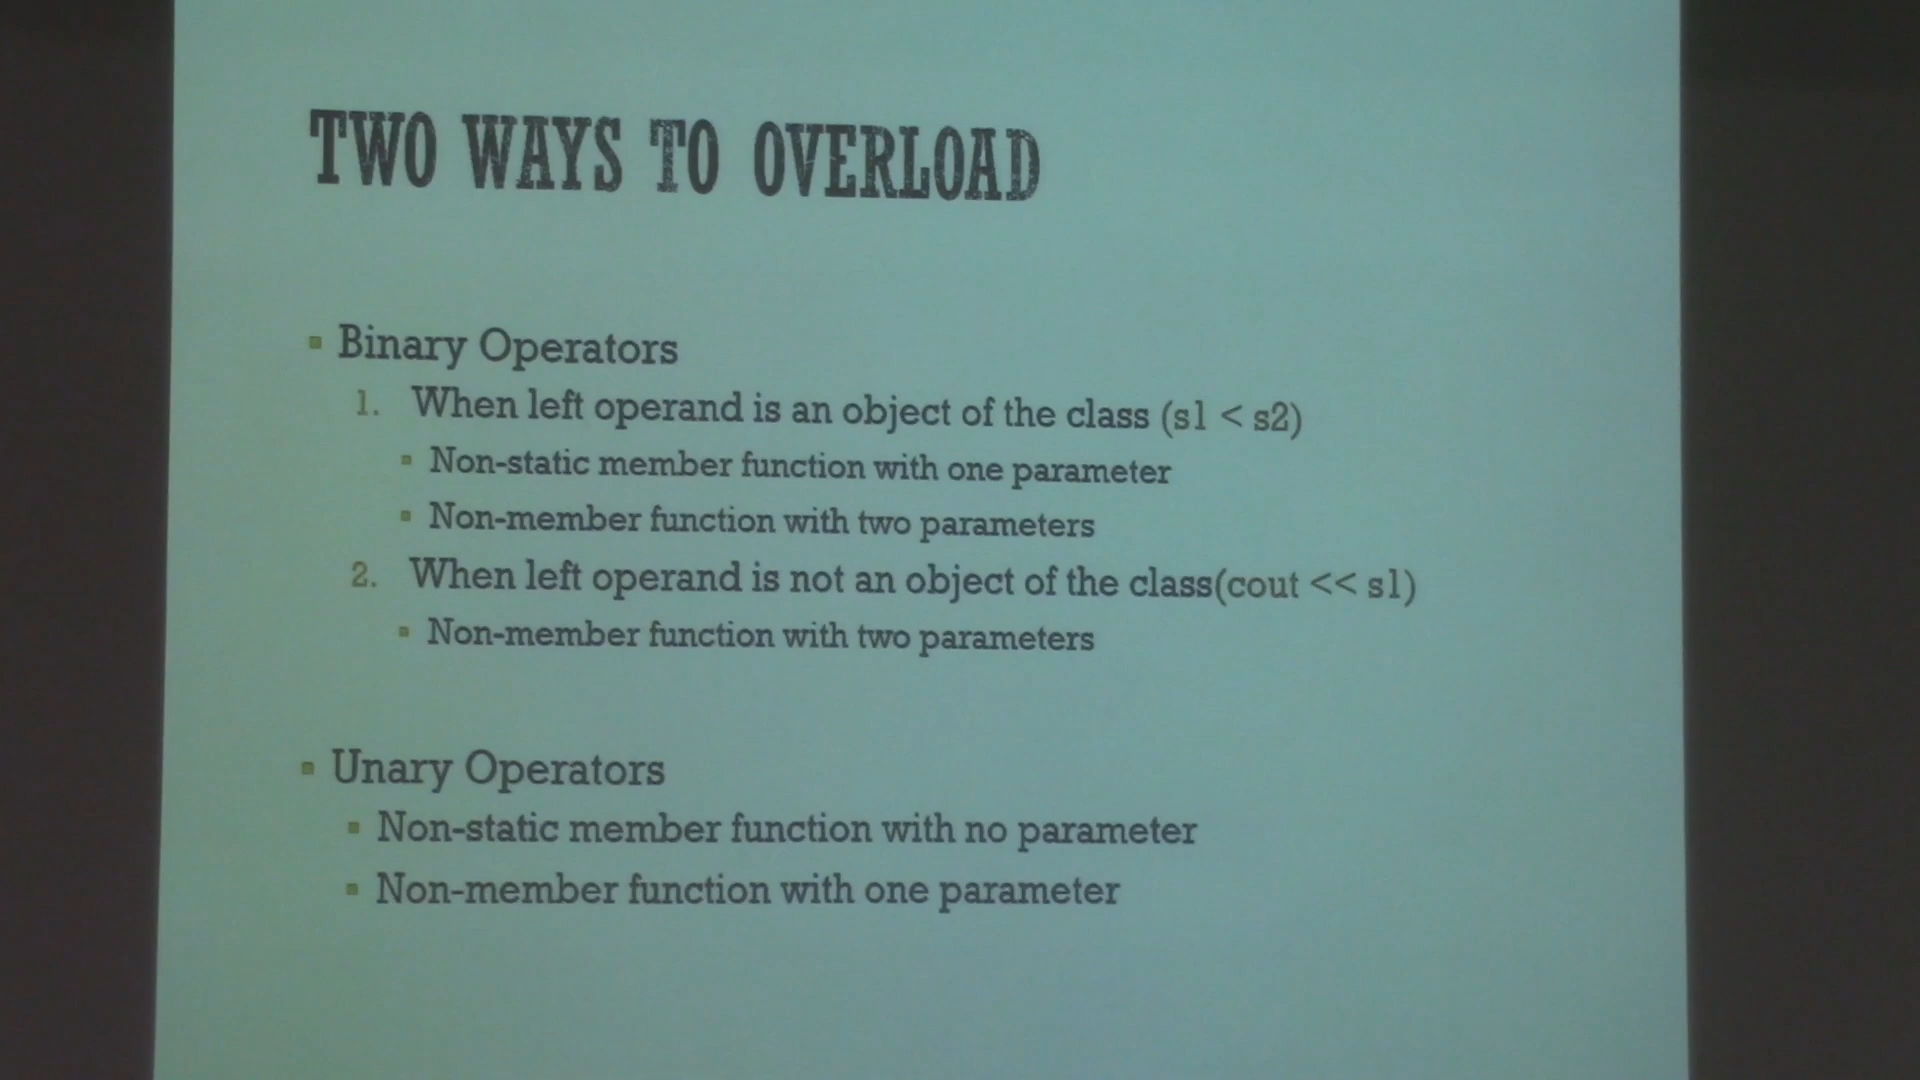 TWO WAYS TO OVERLOAD
Binary Operators
1. When left operand is an object of the class (s1 < s2)
Non-static member function with one parameter
Non-member function with two parameters
2. When left operand is not an object of the class(cout << s1)
Non-member function with two parameters
Unary Operators
Non-static member function with no parameter
Non-member function with one parameter